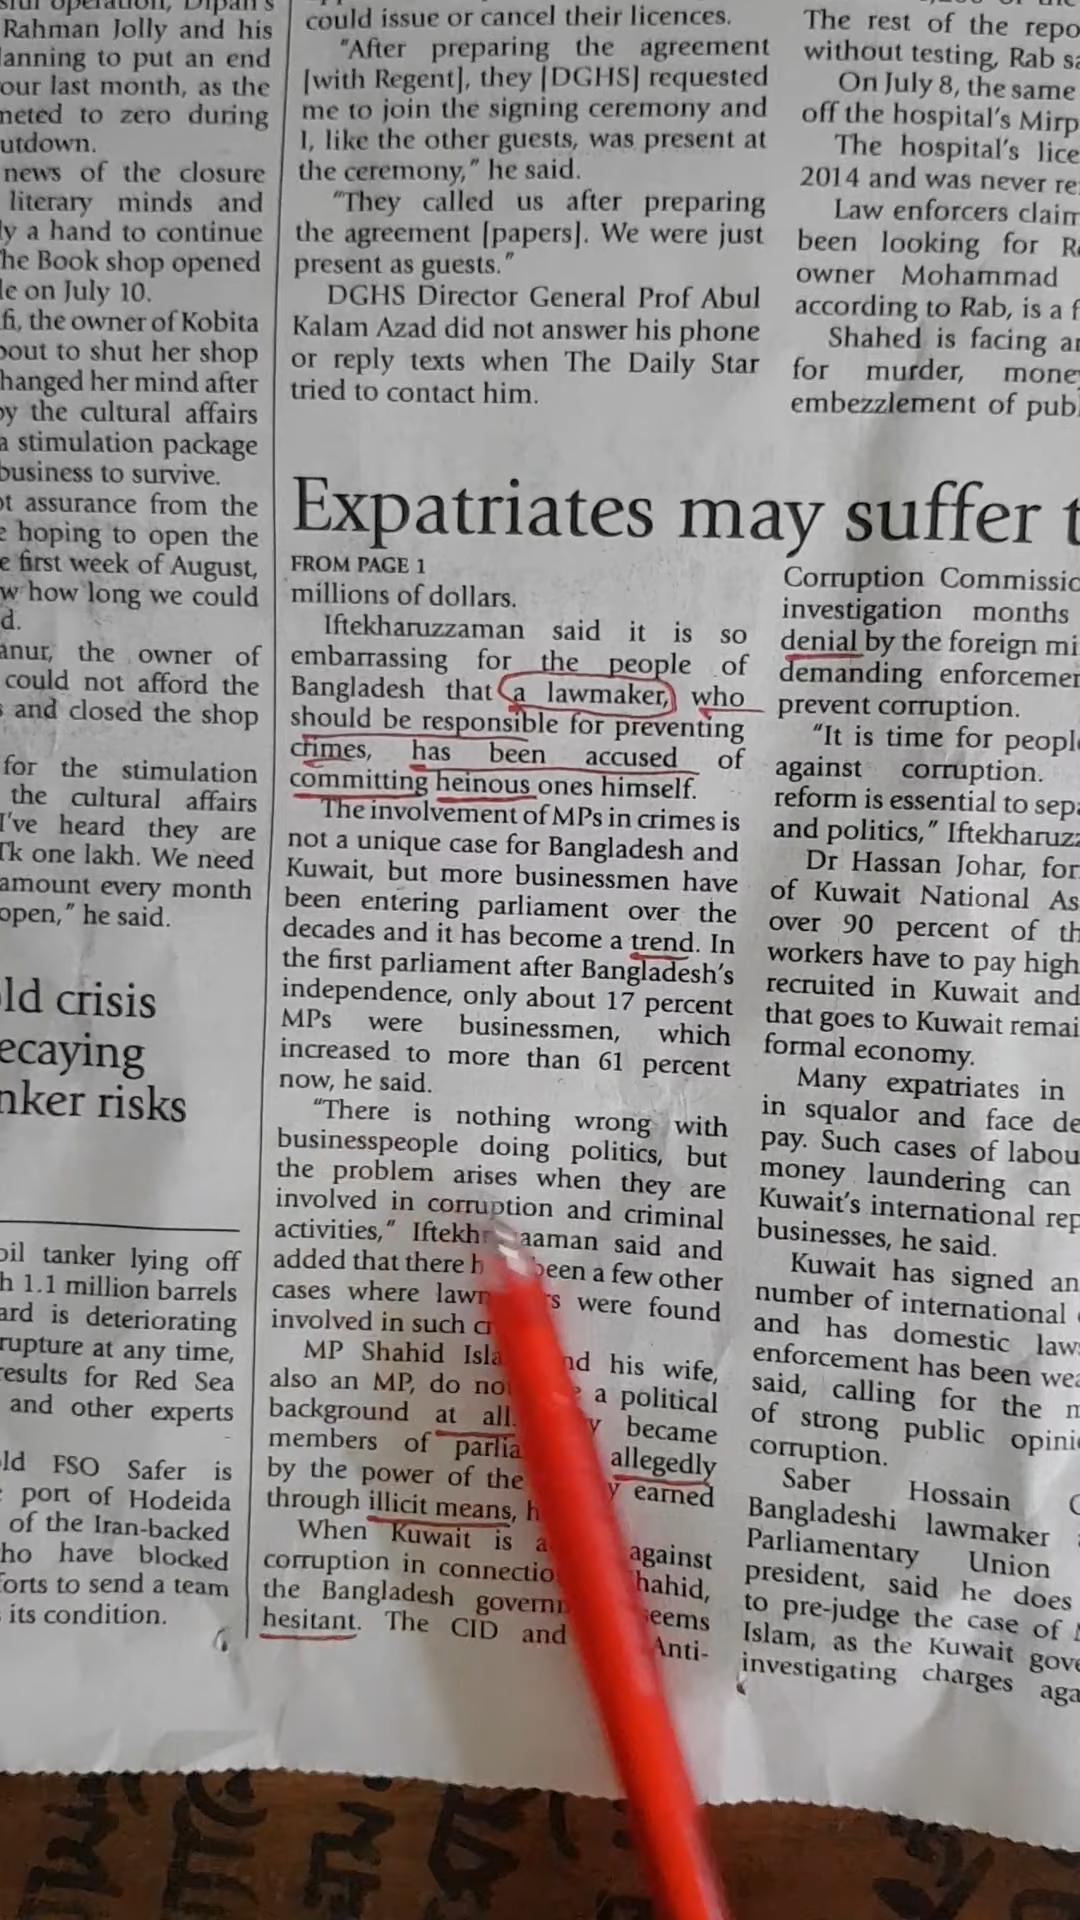 Rahman Jolly and his
anning to put an end
our last month, as the
meted to zero during
utdown.
news of the closure
literary minds and
ly a hand to continue
he Book shop opened
le on July 10.
fi, the owner of Kobita
bout to shut her shop
hanged her mind after
by the cultural affairs
a stimulation package
business to survive.
ot assurance from the
e hoping to open the
e first week of August,
w how long we could
d.
anur, the owner of
could not afford the
s and closed the shop
for the stimulation
the cultural affairs
I've heard they are
Tk one lakh. We need
amount every month
open," he said.
ld crisis
ecaying
nker risks
oil tanker lying off
h 1.1 million barrels
ard is deteriorating
rupture at any time,
results for Red Sea
and other experts
ld FSO Safer is
port of Hodeida
of the Iran-backed
ho have blocked
forts to send a team
its condition.
could issue or cancel their licences.
"After preparing the agreement
[with Regent], they [DGHS] requested
me to join the signing ceremony and
I, like the other guests, was present at
the ceremony," he said.
"They called us after preparing
the agreement [papers]. We were just
present as guests."
DGHS Director General Prof Abul
Kalam Azad did not answer his phone
or reply texts when The Daily Star
tried to contact him.
The rest of the repo
without testing, Rab sa
On July 8, the same
off the hospital's Mirp
The hospital's lice
2014 and was never re
Law enforcers claim
been looking for Re
owner Mohammad
according to Rab, is a f
Shahed is facing ar
for murder, money
embezzlement of publ
Expatriates may suffer t
FROM PAGE 1
millions of dollars.
Iftekharuzzaman said it is so
embarrassing for the people of
Bangladesh that a lawmaker, who
should be responsible for preventing
crimes, has been accused of
committing heinous ones himself.
The involvement of MPs in crimes is
not a unique case for Bangladesh and
Kuwait, but more businessmen have
been entering parliament over the
decades and it has become a trend. In
the first parliament after Bangladesh's
independence, only about 17 percent
MPs were businessmen, which
increased to more than 61 percent
now, he said.
"There is nothing wrong with
businesspeople doing politics, but
the problem arises when they are
involved in corruption and criminal
activities," Iftekh aaman said and
added that there h been a few other
cases where lawn rs were found
involved in such cr
MP Shahid Isla nd his wife,
also an MP, do no a political
background at all. y became
members of parlia allegedly
by the power of the y earned
through illicit means, h
When Kuwait is a against
corruption in connectio hahid,
the Bangladesh governm seems
hesitant. The CID and Anti-
Corruption Commissio
investigation months
denial by the foreign mi
demanding enforcemen
prevent corruption.
"It is time for peopl
against corruption.
reform is essential to sepa
and politics," Iftekharuzz
Dr Hassan Johar, for
of Kuwait National As
over 90 percent of th
workers have to pay high
recruited in Kuwait and
that goes to Kuwait remai
formal economy.
Many expatriates in
in squalor and face de
pay. Such cases of labou
money laundering can
Kuwait's international rep
businesses, he said.
Kuwait has signed an
number of international
and has domestic laws
enforcement has been wea
said, calling for the m
of strong public opini
corruption.
Saber Hossain C
Bangladeshi lawmaker
Parliamentary Union
president, said he does
to pre-judge the case of
Islam, as the Kuwait gove
investigating charges aga